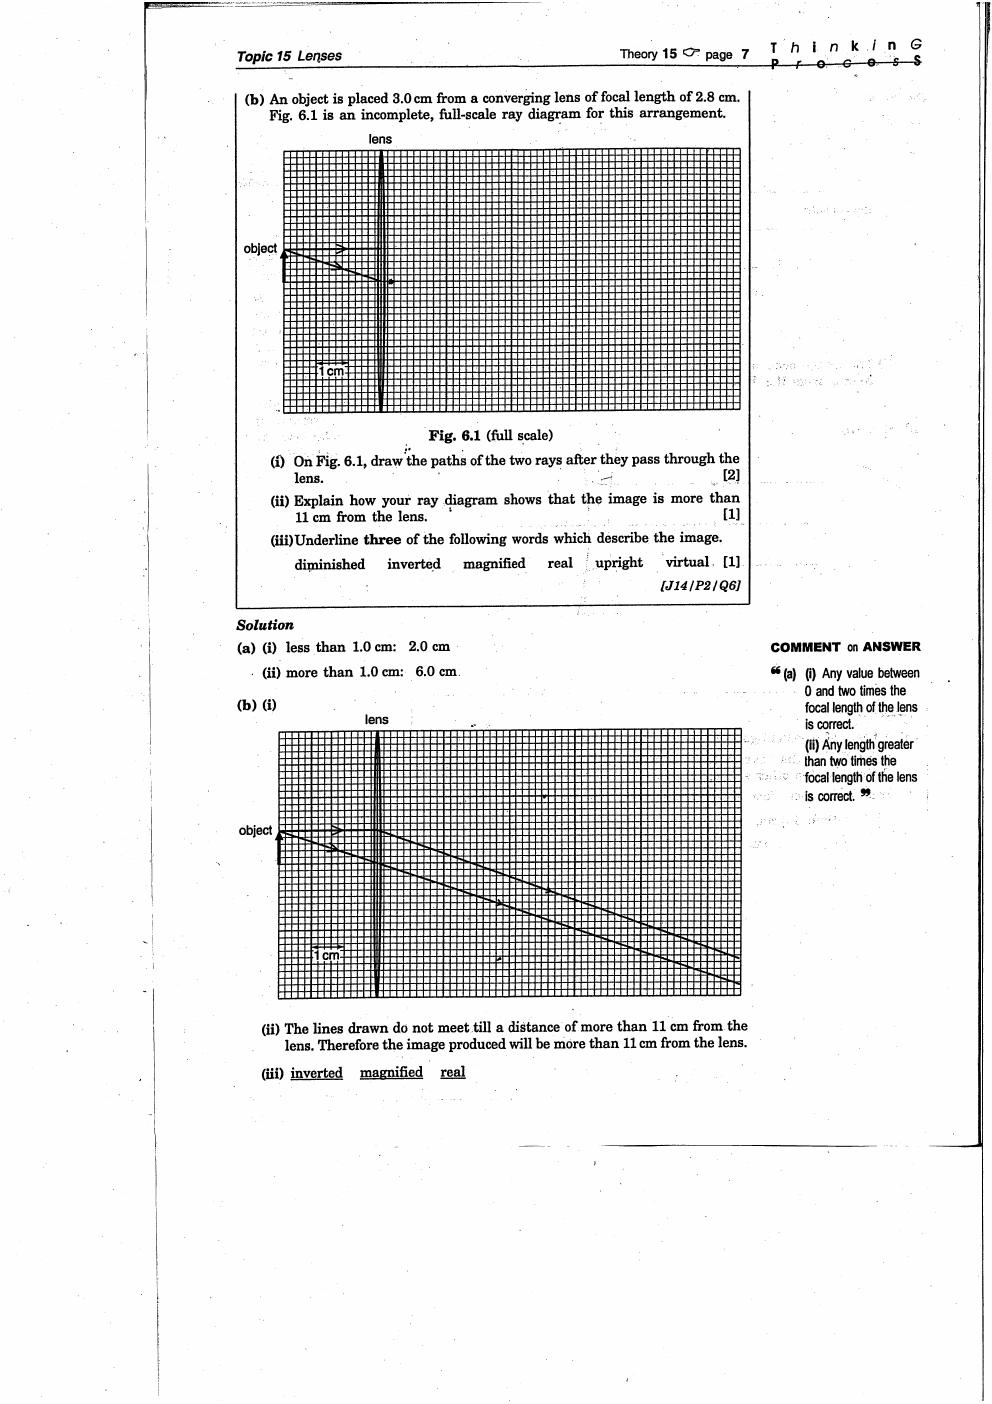 Topic 15 Lenses
Theory 15 ☞ page 7
T h i n k i n G
P r o c e s S
(b) An object is placed 3.0 cm from a converging lens of focal length of 2.8 cm.
Fig. 6.1 is an incomplete, full-scale ray diagram for this arrangement.
lens
object
1 cm
Fig. 6.1 (full scale)
(i) On Fig. 6.1, draw the paths of the two rays after they pass through the
lens. [2]
(ii) Explain how your ray diagram shows that the image is more than
11 cm from the lens. [1]
(iii) Underline three of the following words which describe the image.
diminished inverted magnified real upright virtual [1]
[J14/P2/Q6]
Solution
(a) (i) less than 1.0 cm: 2.0 cm
(ii) more than 1.0 cm: 6.0 cm
(b) (i)
lens
object
1 cm
(ii) The lines drawn do not meet till a distance of more than 11 cm from the
lens. Therefore the image produced will be more than 11 cm from the lens.
(iii) inverted magnified real
COMMENT on ANSWER
“ (a) (i) Any value between
0 and two times the
focal length of the lens
is correct.
(ii) Any length greater
than two times the
focal length of the lens
is correct. ”